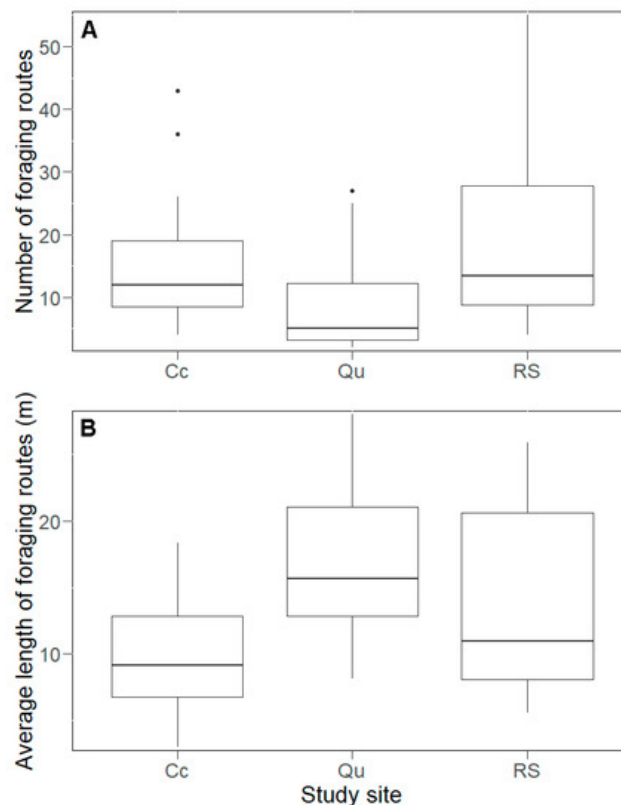 A
Number of foraging routes
50
40
30
20
10
Cc Qu RS
B
Average length of foraging routes (m)
20
10
Cc Qu RS
Study site